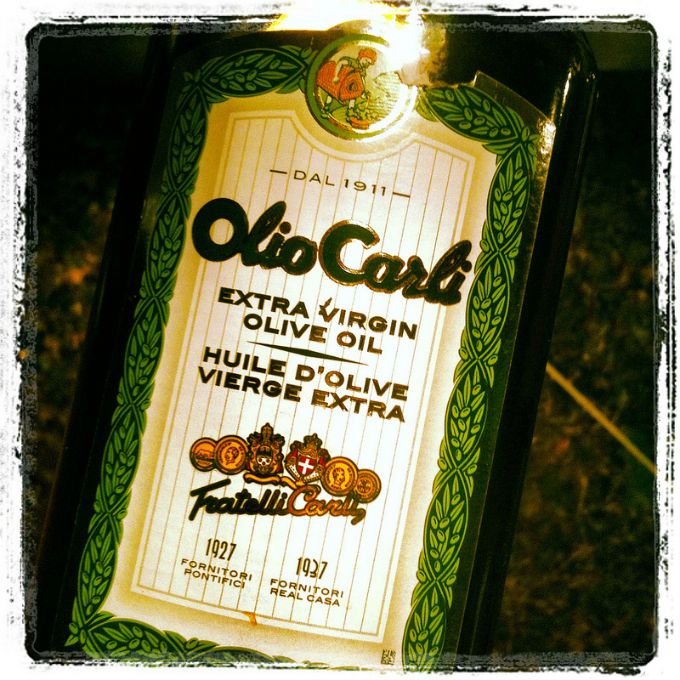 DAL 1911
Olio Carli
EXTRA VIRGIN
OLIVE OIL
HUILE D'OLIVE
VIERGE EXTRA
Fratelli Carli
1927
FORNITORI
PONTIFICI
1937
FORNITORI
REAL CASA